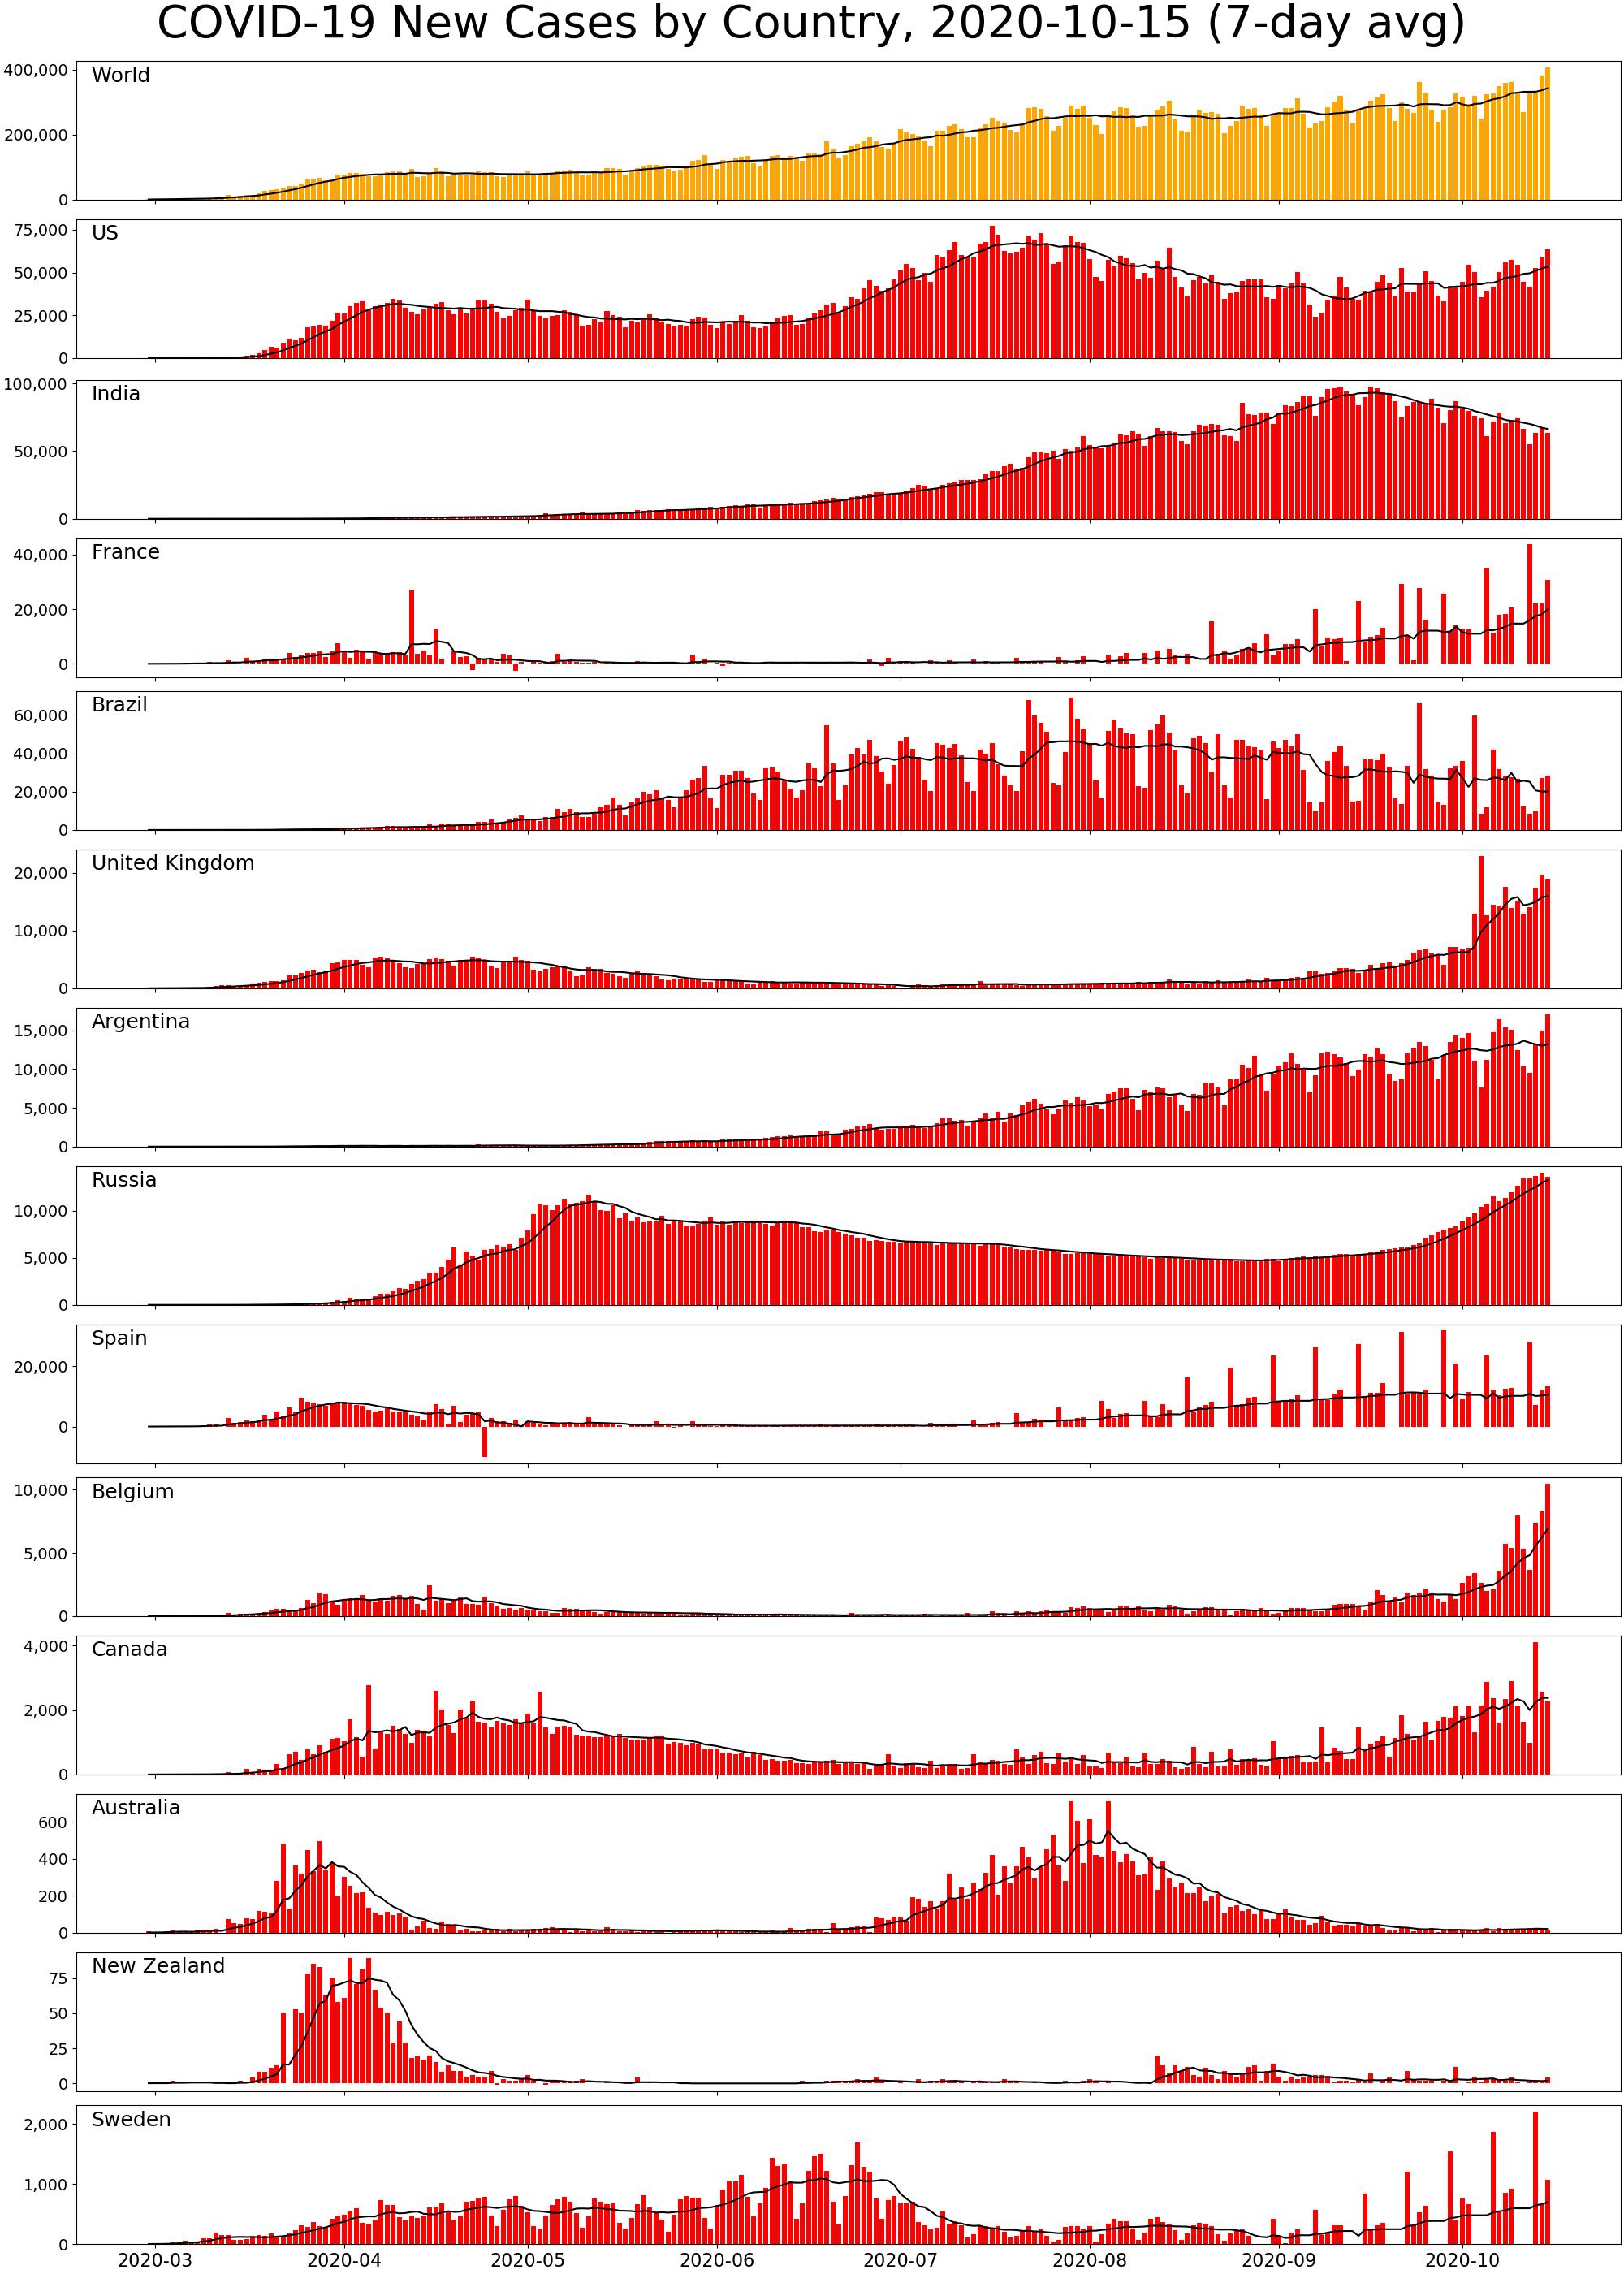 COVID-19 New Cases by Country, 2020-10-15 (7-day avg)
World
400,000
200,000
0
US
75,000
50,000
25,000
0
India
100,000
50,000
0
France
40,000
20,000
0
Brazil
60,000
40,000
20,000
0
United Kingdom
20,000
10,000
0
Argentina
15,000
10,000
5,000
0
Russia
10,000
5,000
0
Spain
20,000
0
Belgium
10,000
5,000
0
Canada
4,000
2,000
0
Australia
600
400
200
0
New Zealand
75
50
25
0
Sweden
2,000
1,000
0
2020-03 2020-04 2020-05 2020-06 2020-07 2020-08 2020-09 2020-10